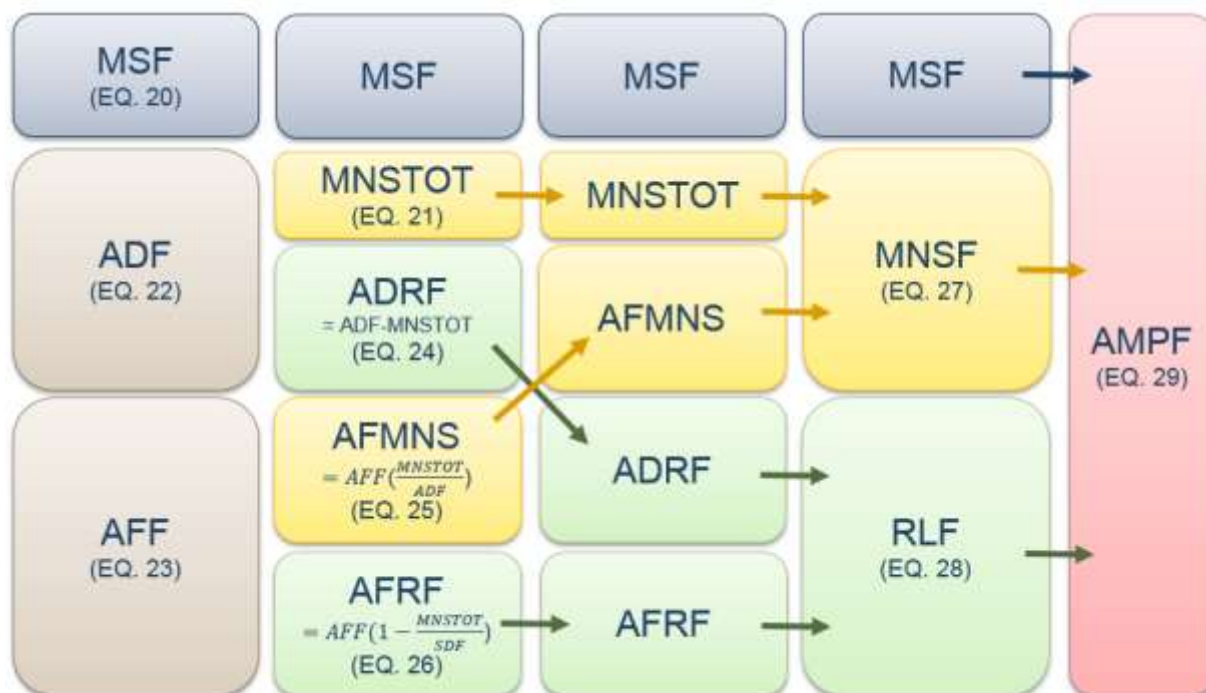 MSF
(EQ. 20)
MSF
MSF
MSF
ADF
(EQ. 22)
MNSTOT
(EQ. 21)
MNSTOT
MNSF
(EQ. 27)
ADRF
= ADF-MNSTOT
(EQ. 24)
AFMNS
AMPF
(EQ. 29)
AFF
(EQ. 23)
AFMNS
= AFF(MNSTOT/ADF)
(EQ. 25)
ADRF
RLF
(EQ. 28)
AFRF
= AFF(1 − MNSTOT/SDF)
(EQ. 26)
AFRF